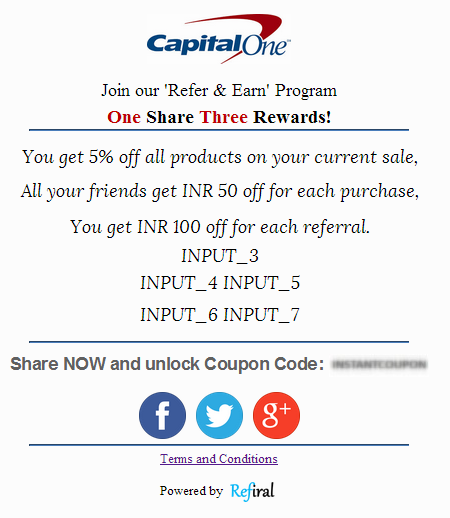 CapitalOne™
Join our 'Refer & Earn' Program
One Share Three Rewards!
You get 5% off all products on your current sale,
All your friends get INR 50 off for each purchase,
You get INR 100 off for each referral.
INPUT_3
INPUT_4 INPUT_5
INPUT_6 INPUT_7
Share NOW and unlock Coupon Code: INSTANTCOUPON
f g+
Terms and Conditions
Powered by Refiral